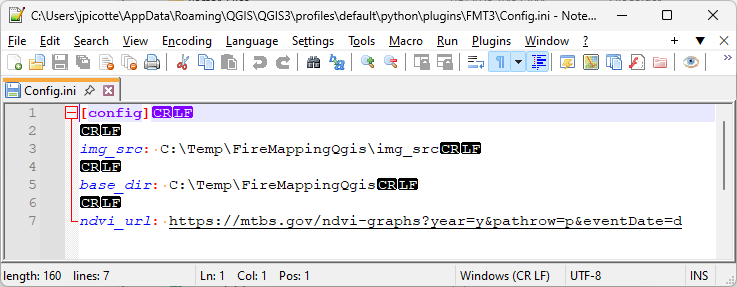 C:\Users\jpicotte\AppData\Roaming\QGIS\QGIS3\profiles\default\python\plugins\FMT3\Config.ini - Note...
File Edit Search View Encoding Language Settings Tools Macro Run Plugins Window ? + ▼ X
Config.ini
1 [config]CRLF
2 CRLF
3 img_src: C:\Temp\FireMappingQgis\img_srcCRLF
4 CRLF
5 base_dir: C:\Temp\FireMappingQgisCRLF
6 CRLF
7 ndvi_url: https://mtbs.gov/ndvi-graphs?year=y&pathrow=p&eventDate=d
length: 160 lines: 7 Ln: 1 Col: 1 Pos: 1 Windows (CR LF) UTF-8 INS